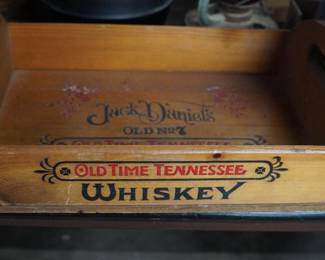 Jack Daniel's
OLD No. 7
OLD TIME TENNESSEE
WHISKEY